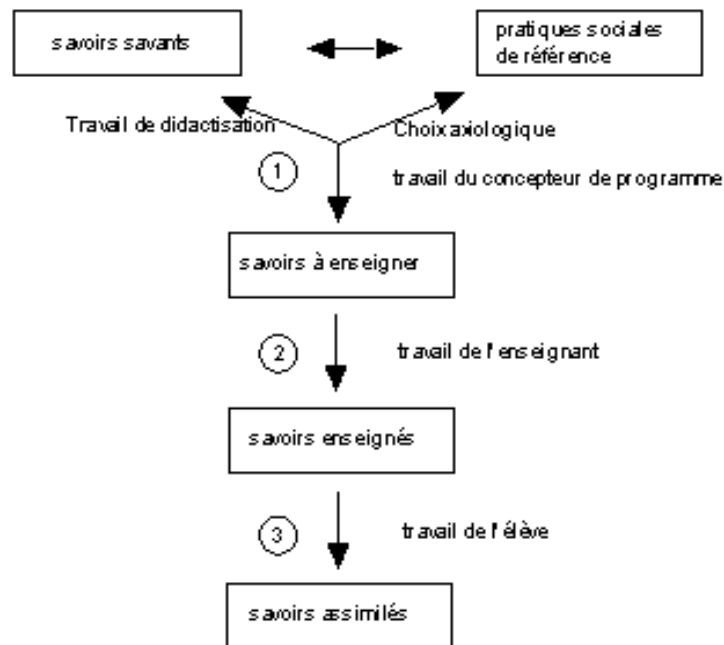 savoirs savants
pratiques sociales
de référence
Travail de didactisation
Choix axiologique
1
travail du concepteur de programme
savoirs à enseigner
2
travail de l'enseignant
savoirs enseignés
3
travail de l'élève
savoirs assimilés